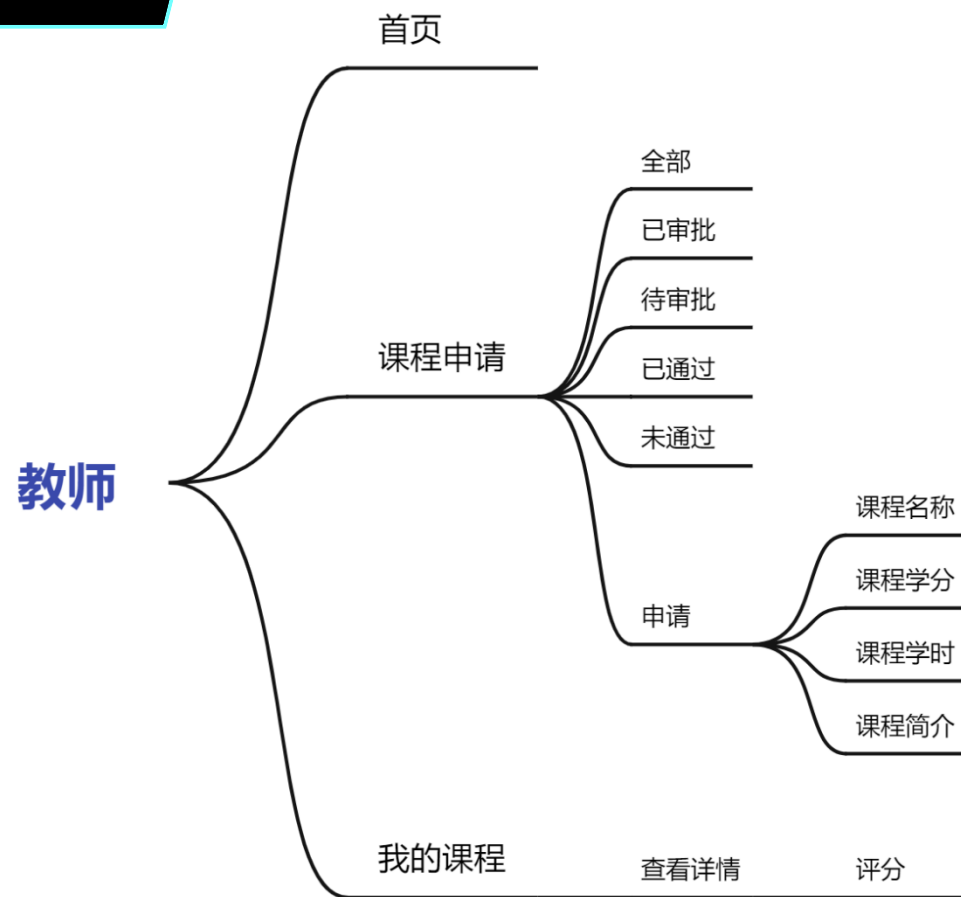 首页
全部
已审批
待审批
课程申请
已通过
未通过
教师
课程名称
课程学分
申请
课程学时
课程简介
我的课程
查看详情
评分